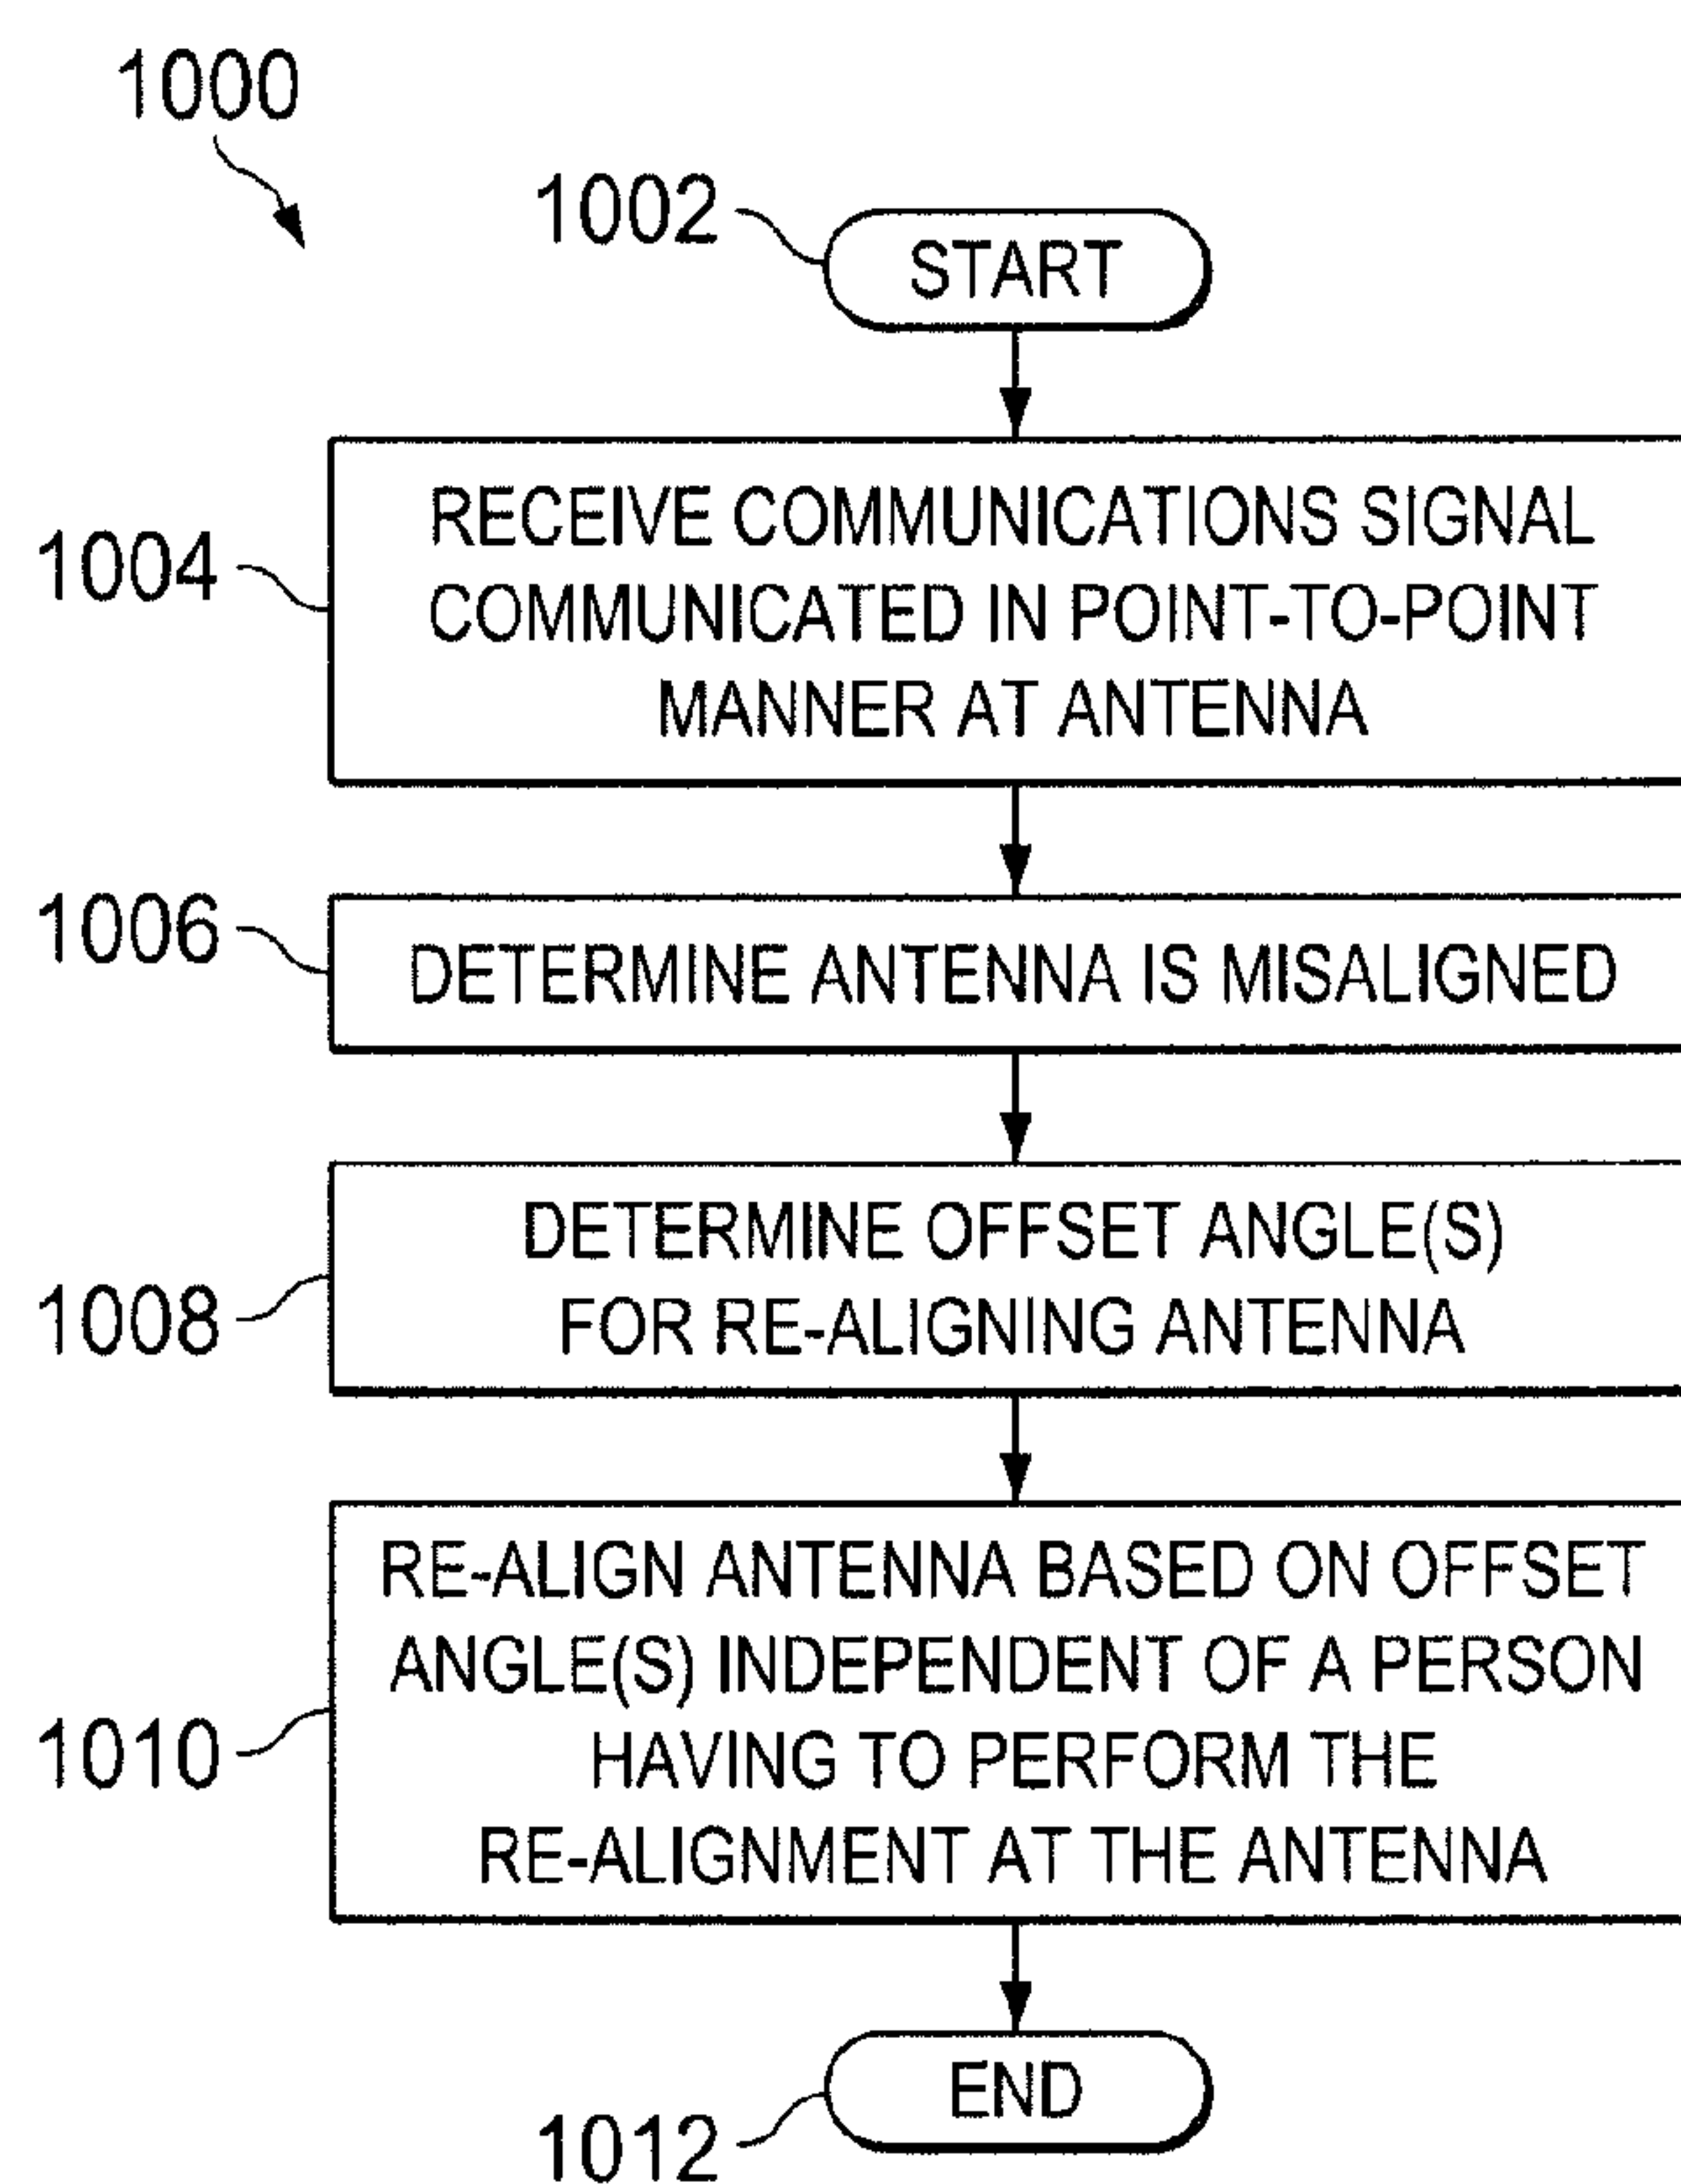 1000
1002
START
1004
RECEIVE COMMUNICATIONS SIGNAL
COMMUNICATED IN POINT-TO-POINT
MANNER AT ANTENNA
1006
DETERMINE ANTENNA IS MISALIGNED
1008
DETERMINE OFFSET ANGLE(S)
FOR RE-ALIGNING ANTENNA
1010
RE-ALIGN ANTENNA BASED ON OFFSET
ANGLE(S) INDEPENDENT OF A PERSON
HAVING TO PERFORM THE
RE-ALIGNMENT AT THE ANTENNA
END
1012